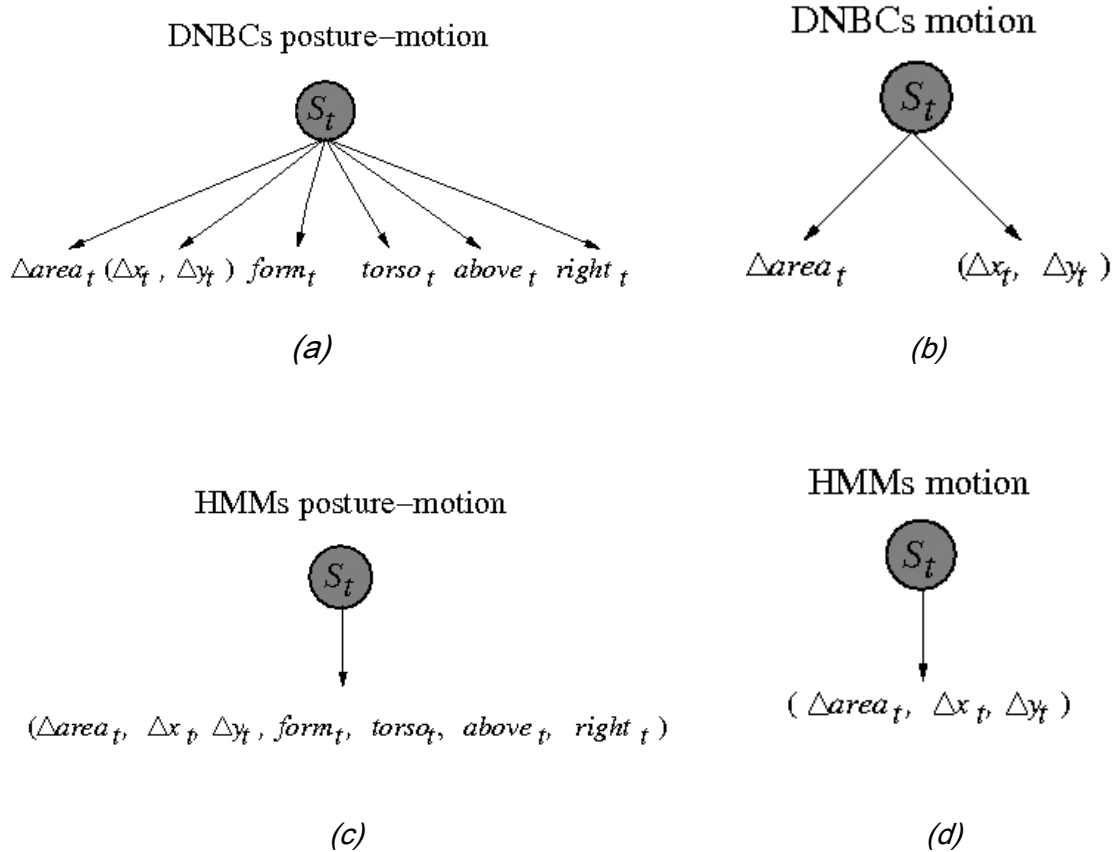 DNBCs posture–motion
S_t
△area_t (△x_t , △y_t ) form_t torso_t above_t right_t
(a)
DNBCs motion
S_t
△area_t (△x_t, △y_t )
(b)
HMMs posture–motion
S_t
(△area_t, △x_t, △y_t , form_t, torso_t, above_t, right_t )
(c)
HMMs motion
S_t
( △area_t, △x_t, △y_t )
(d)